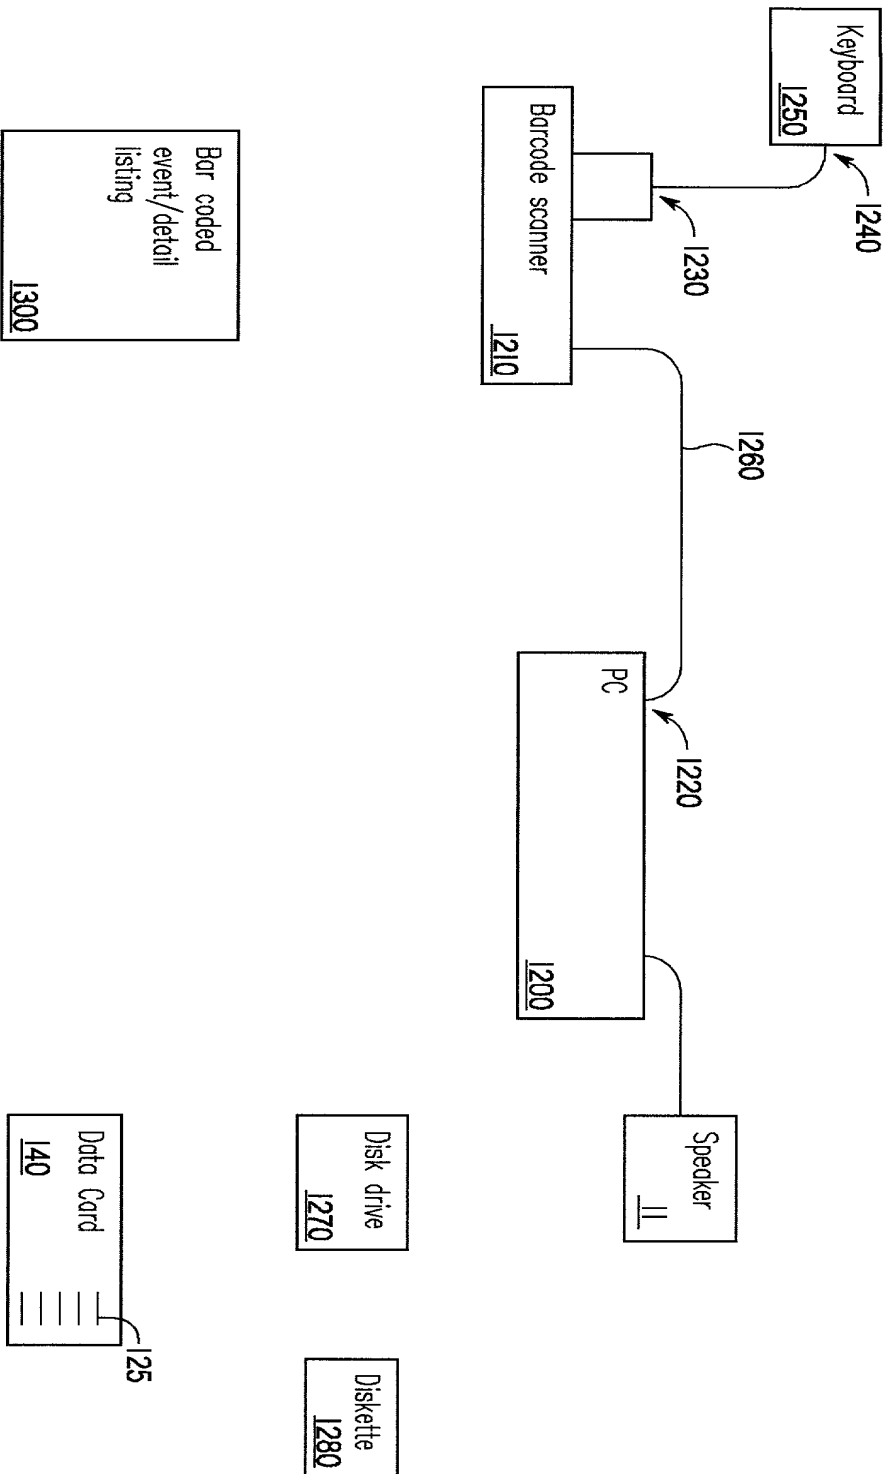 Keyboard
1250
1240
1230
Barcode scanner
1210
1260
PC
1220
1200
Speaker
11
Bar coded
event/detail
listing
1300
Disk drive
1270
Diskette
1280
Data Card
140
125